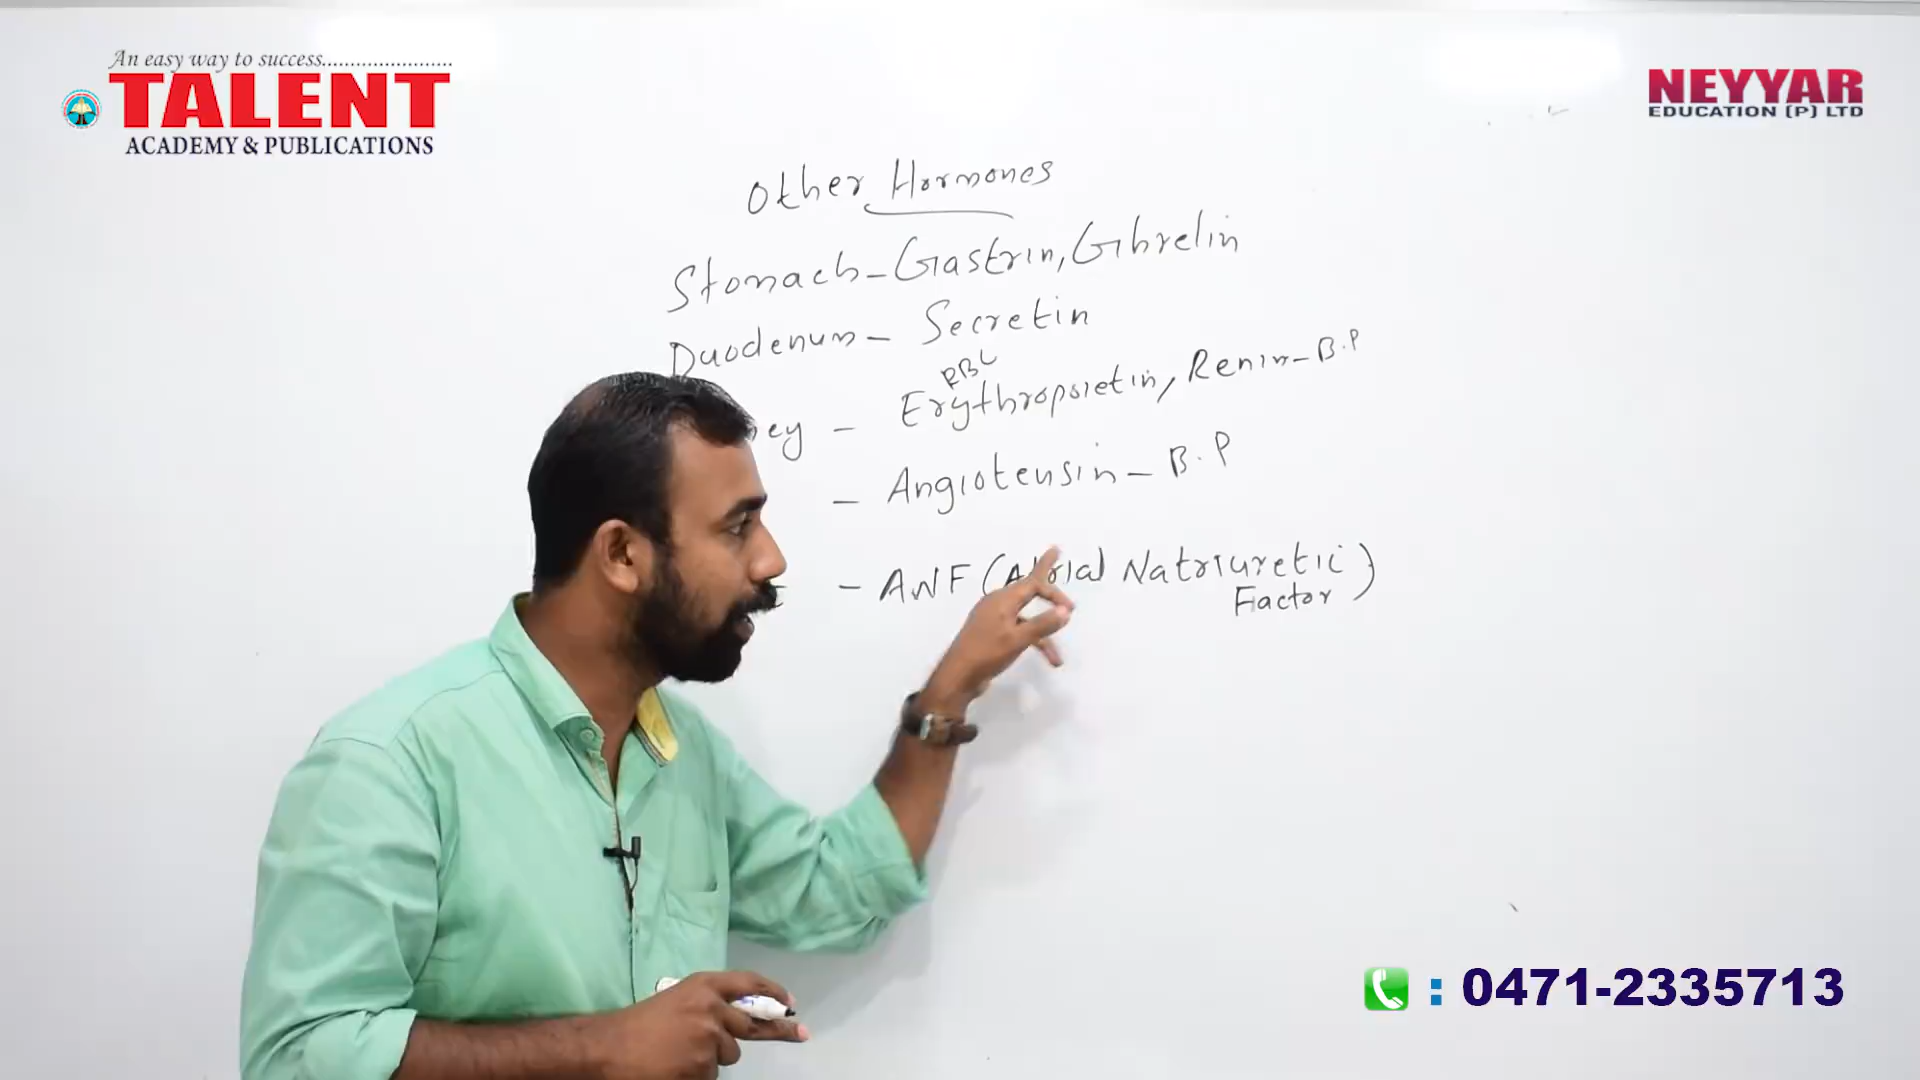 An easy way to success........................
TALENT
ACADEMY & PUBLICATIONS
NEYYAR
EDUCATION (P) LTD
Other Hormones
Stomach - Gastrin, Ghrelin
Duodenum - Secretin
RBC
ey - Erythropoietin, Renin - B.P
- Angiotensin - B.P
- ANF (Atrial Natriuretic
Factor)
: 0471-2335713